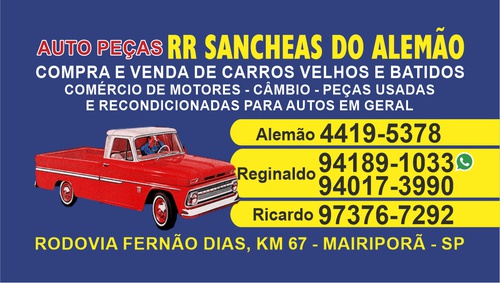 AUTO PEÇAS RR SANCHEAS DO ALEMÃO
COMPRA E VENDA DE CARROS VELHOS E BATIDOS
COMÉRCIO DE MOTORES - CÂMBIO - PEÇAS USADAS
E RECONDICIONADAS PARA AUTOS EM GERAL
Alemão 4419-5378
Reginaldo 94189-1033
94017-3990
Ricardo 97376-7292
RODOVIA FERNÃO DIAS, KM 67 - MAIRIPORÃ - SP